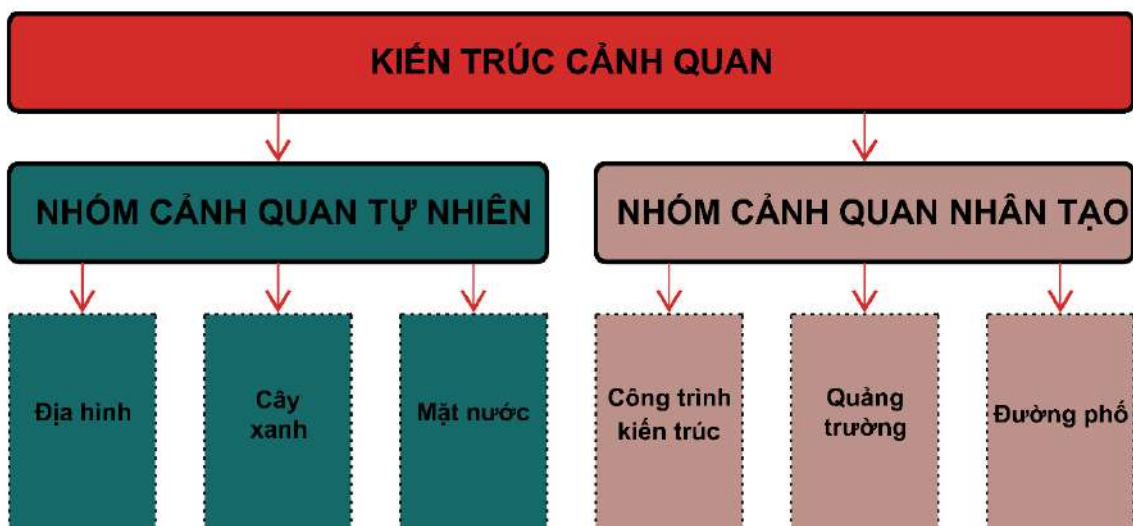 KIẾN TRÚC CẢNH QUAN
NHÓM CẢNH QUAN TỰ NHIÊN
NHÓM CẢNH QUAN NHÂN TẠO
Địa hình
Cây
xanh
Mặt nước
Công trình
kiến trúc
Quảng
trường
Đường phố